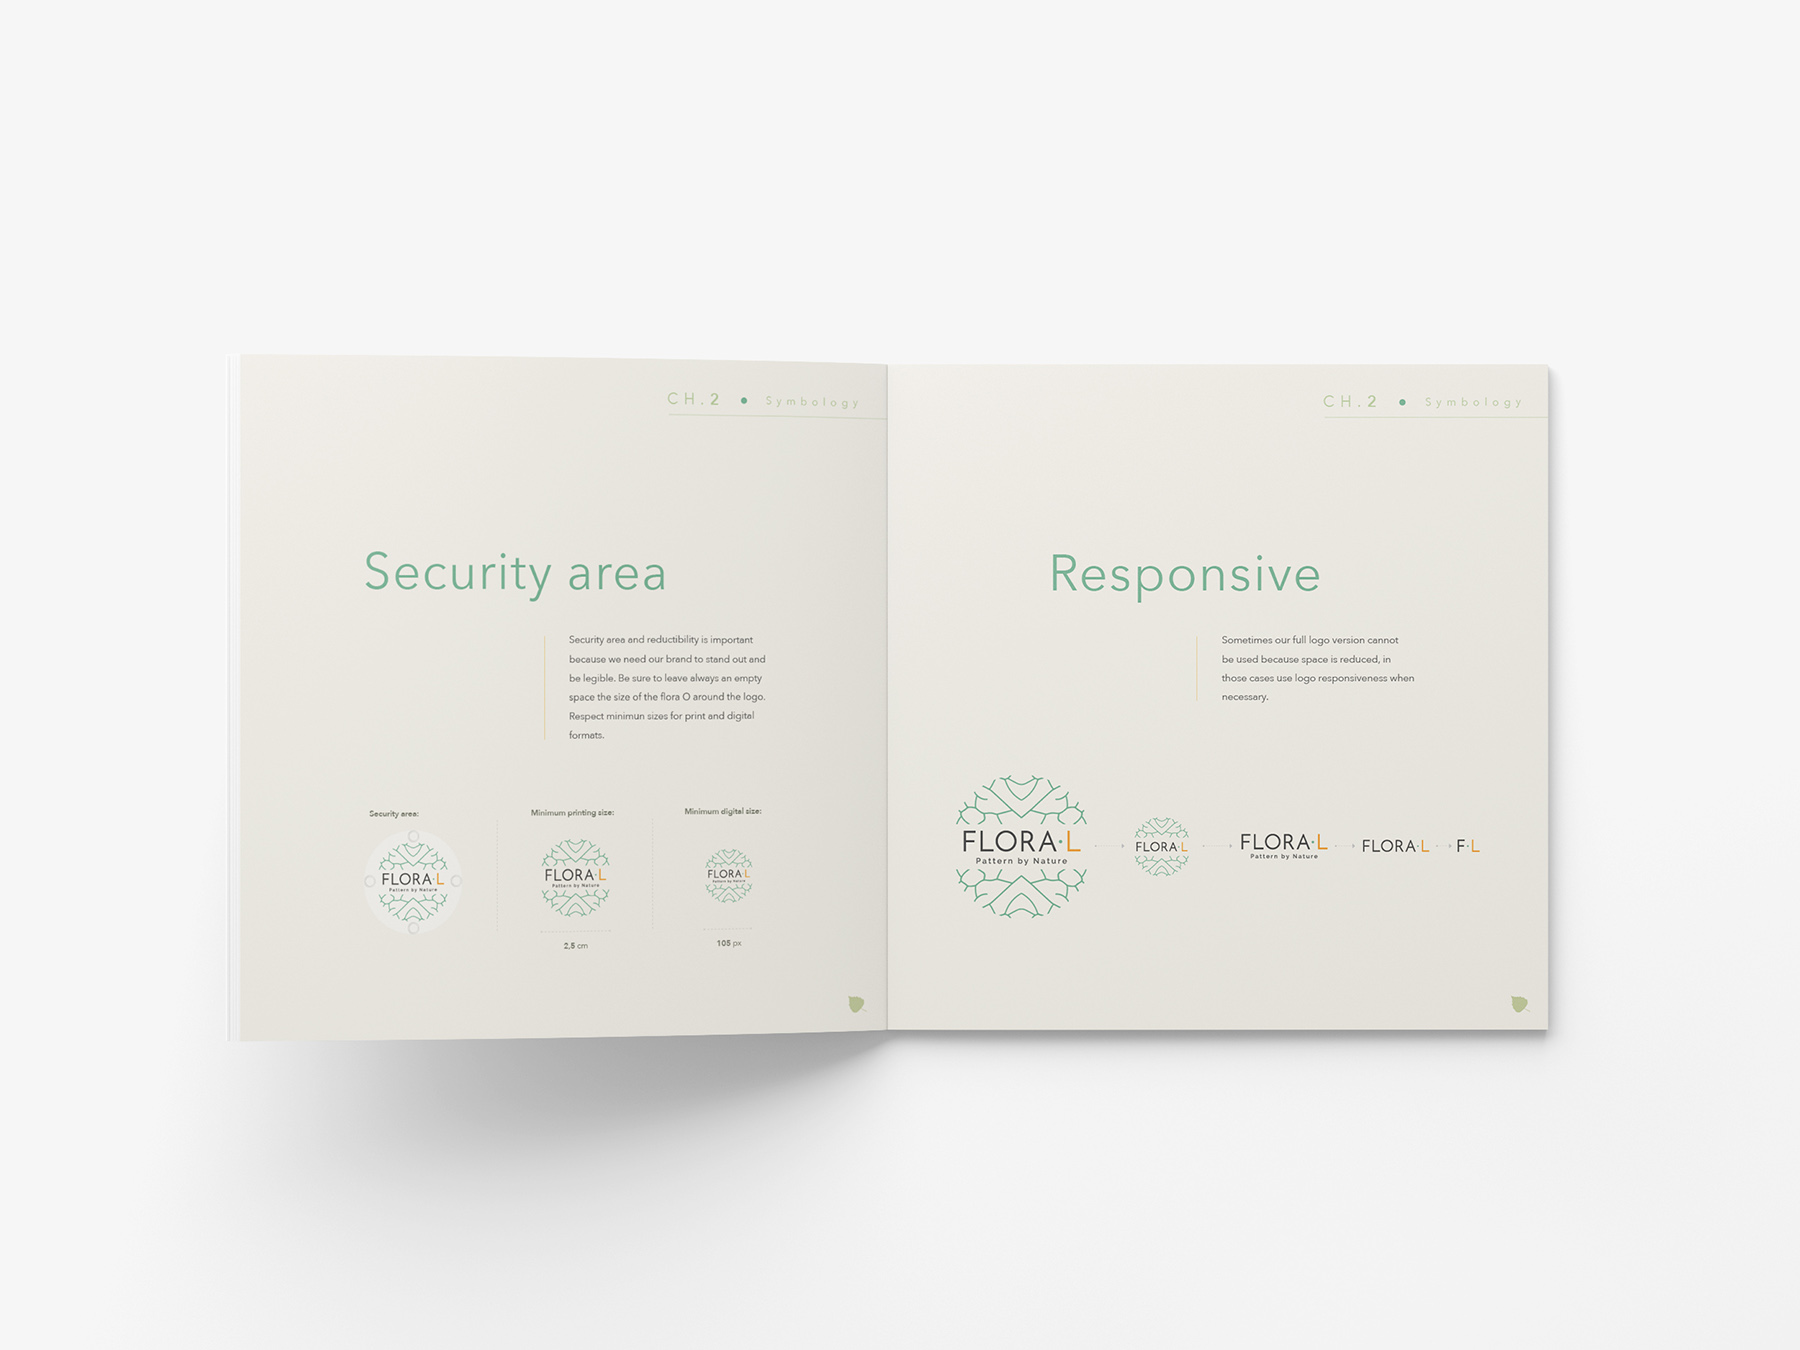 CH.2 • Symbology
Security area
Security area and reductibility is important
because we need our brand to stand out and
be legible. Be sure to leave always an empty
space the size of the flora O around the logo.
Respect minimun sizes for print and digital
formats.
Security area:
FLORA·L
Pattern by Nature
Minimum printing size:
FLORA·L
Pattern by Nature
2,5 cm
Minimum digital size:
FLORA·L
Pattern by Nature
105 px
CH.2 • Symbology
Responsive
Sometimes our full logo version cannot
be used because space is reduced, in
those cases use logo responsiveness when
necessary.
FLORA·L
Pattern by Nature
FLORA·L
FLORA·L
Pattern by Nature
FLORA·L
F·L